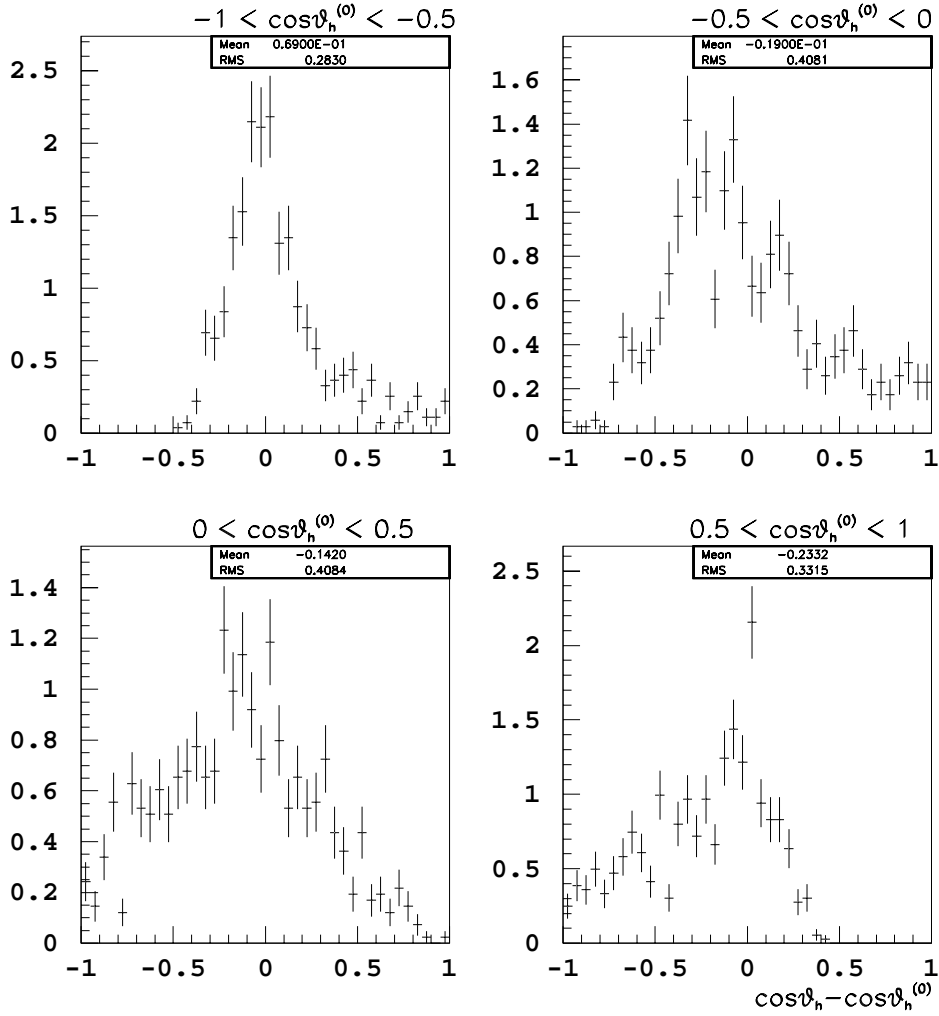 −1 < cosϑₕ⁽⁰⁾ < −0.5
Mean 0.6900E−01
RMS 0.2830
2.5
2
1.5
1
0.5
0
−1 −0.5 0 0.5 1
−0.5 < cosϑₕ⁽⁰⁾ < 0
Mean −0.1900E−01
RMS 0.4081
1.6
1.4
1.2
1
0.8
0.6
0.4
0.2
0
−1 −0.5 0 0.5 1
0 < cosϑₕ⁽⁰⁾ < 0.5
Mean −0.1420
RMS 0.4084
1.4
1.2
1
0.8
0.6
0.4
0.2
0
−1 −0.5 0 0.5 1
0.5 < cosϑₕ⁽⁰⁾ < 1
Mean −0.2332
RMS 0.3315
2.5
2
1.5
1
0.5
0
−1 −0.5 0 0.5 1
cosϑₕ−cosϑₕ⁽⁰⁾